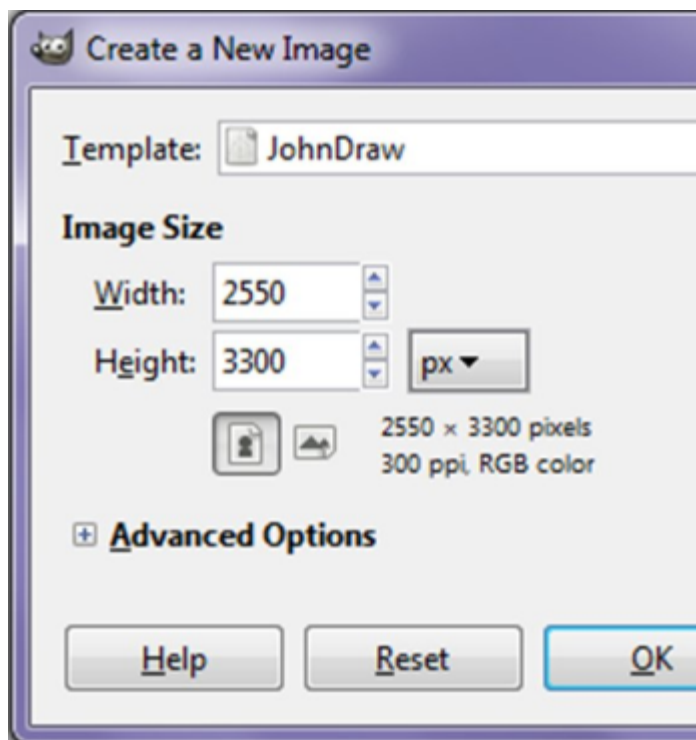 Create a New Image
Template: JohnDraw
Image Size
Width: 2550
Height: 3300 px
2550 × 3300 pixels
300 ppi, RGB color
Advanced Options
Help Reset OK